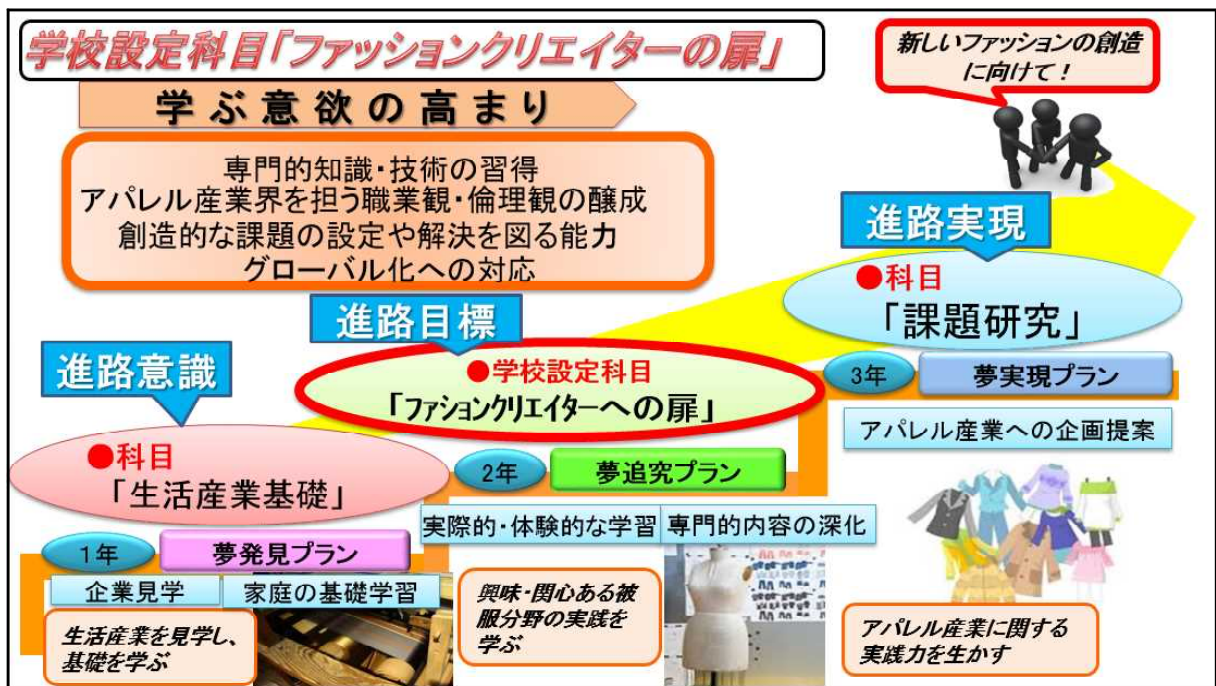 学校設定科目「ファッションクリエイターの扉」
新しいファッションの創造
に向けて！
学ぶ意欲の高まり
専門的知識・技術の習得
アパレル産業界を担う職業観・倫理観の醸成
創造的な課題の設定や解決を図る能力
グローバル化への対応
進路実現
●科目
「課題研究」
3年
夢実現プラン
アパレル産業への企画提案
アパレル産業に関する
実践力を生かす
進路目標
●学校設定科目
「ファションクリエイターへの扉」
2年
夢追究プラン
実際的・体験的な学習
専門的内容の深化
興味・関心ある被
服分野の実践を
学ぶ
進路意識
●科目
「生活産業基礎」
1年
夢発見プラン
企業見学
家庭の基礎学習
生活産業を見学し、
基礎を学ぶ